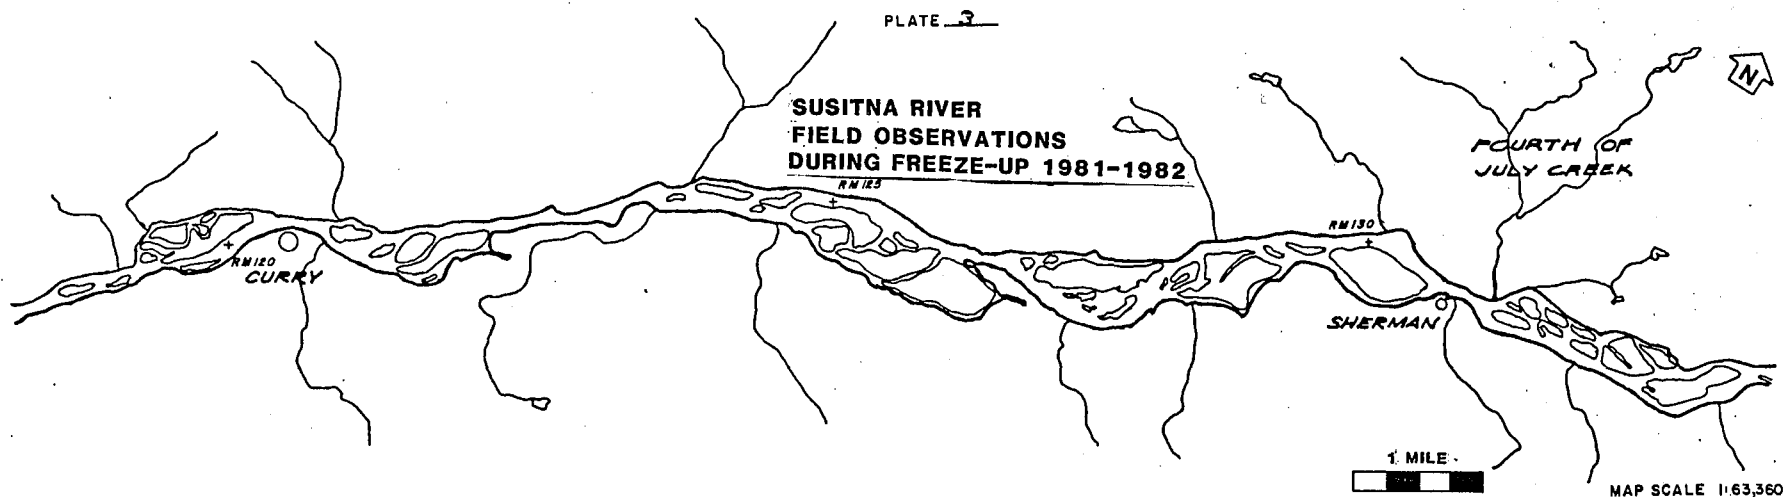 PLATE 3
N
SUSITNA RIVER
FIELD OBSERVATIONS
DURING FREEZE-UP 1981-1982
FOURTH OF
JULY CREEK
RM 125
RM 130
RM 120
CURRY
SHERMAN
1 MILE
MAP SCALE 1:63,360